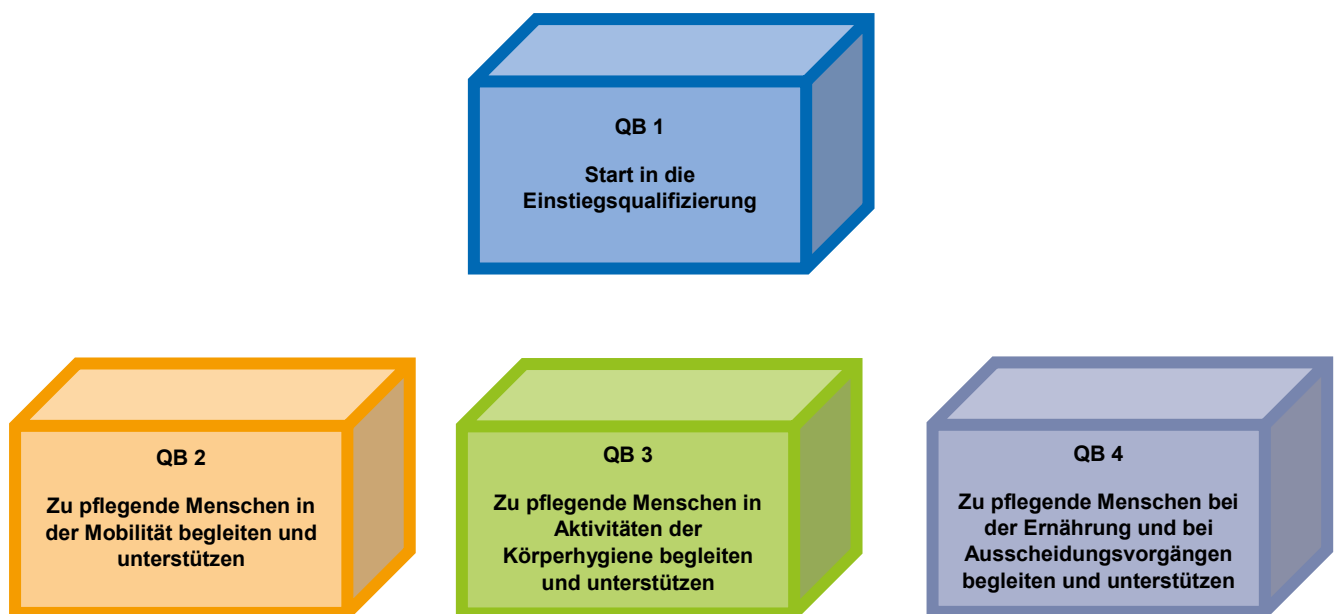 QB 1
Start in die
Einstiegsqualifizierung
QB 2
Zu pflegende Menschen in
der Mobilität begleiten und
unterstützen
QB 3
Zu pflegende Menschen in
Aktivitäten der
Körperhygiene begleiten
und unterstützen
QB 4
Zu pflegende Menschen bei
der Ernährung und bei
Ausscheidungsvorgängen
begleiten und unterstützen